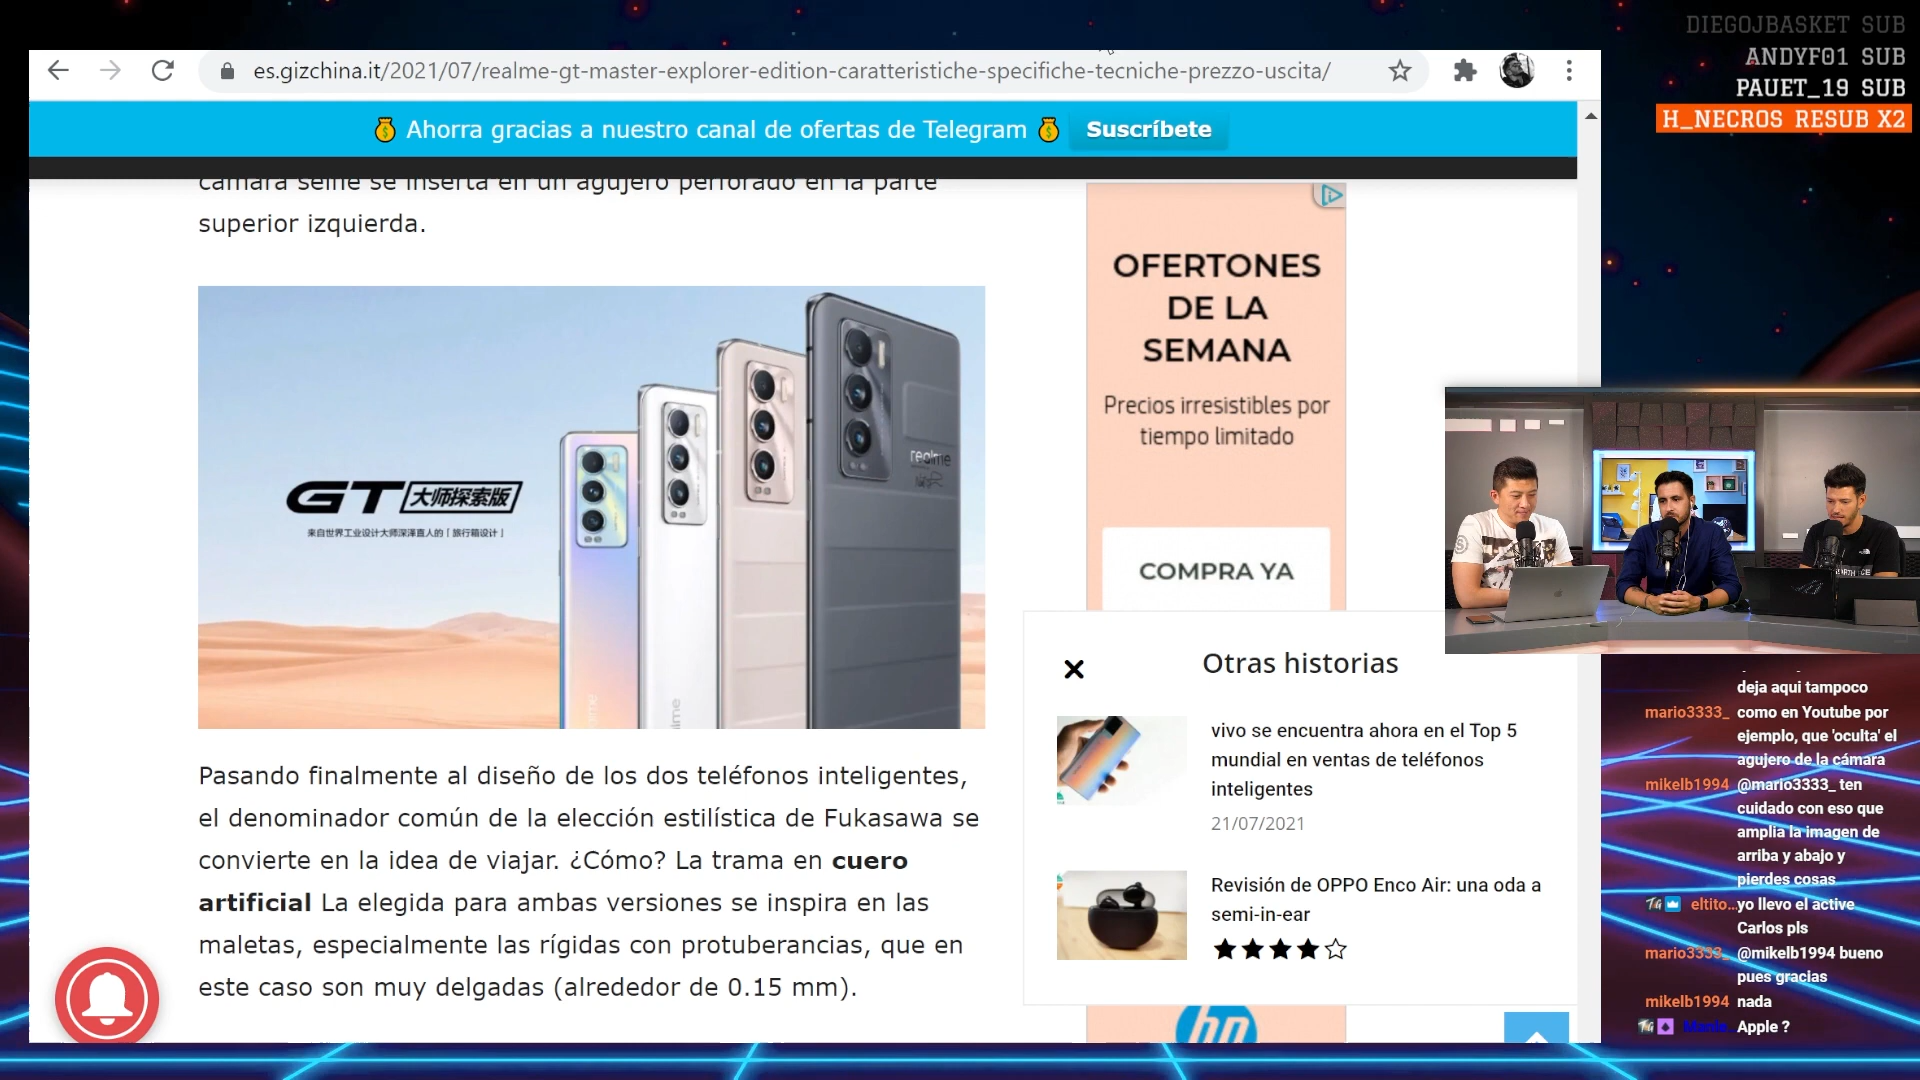 DIEGOJBASKET SUB
ANDYF01 SUB
PAUET_19 SUB
H_NECROS RESUB X2
es.gizchina.it/2021/07/realme-gt-master-explorer-edition-caratteristiche-specifiche-tecniche-prezzo-uscita/
Ahorra gracias a nuestro canal de ofertas de Telegram
Suscríbete
cámara selfie se inserta en un agujero perforado en la parte
superior izquierda.
GT大师探索版
来自世界工业设计大师深泽直人的「旅行箱设计」
realme
Pasando finalmente al diseño de los dos teléfonos inteligentes,
el denominador común de la elección estilística de Fukasawa se
convierte en la idea de viajar. ¿Cómo? La trama en cuero
artificial La elegida para ambas versiones se inspira en las
maletas, especialmente las rígidas con protuberancias, que en
este caso son muy delgadas (alrededor de 0.15 mm).
OFERTONES
DE LA
SEMANA
Precios irresistibles por
tiempo limitado
COMPRA YA
Otras historias
vivo se encuentra ahora en el Top 5
mundial en ventas de teléfonos
inteligentes
21/07/2021
Revisión de OPPO Enco Air: una oda a
semi-in-ear
hp
deja aqui tampoco
mario3333_ como en Youtube por
ejemplo, que 'oculta' el
agujero de la cámara
mikelb1994 @mario3333_ ten
cuidado con eso que
amplia la imagen de
arriba y abajo y
pierdes cosas
eltito... yo llevo el active
Carlos pls
mario3333_ @mikelb1994 bueno
pues gracias
mikelb1994 nada
Apple ?